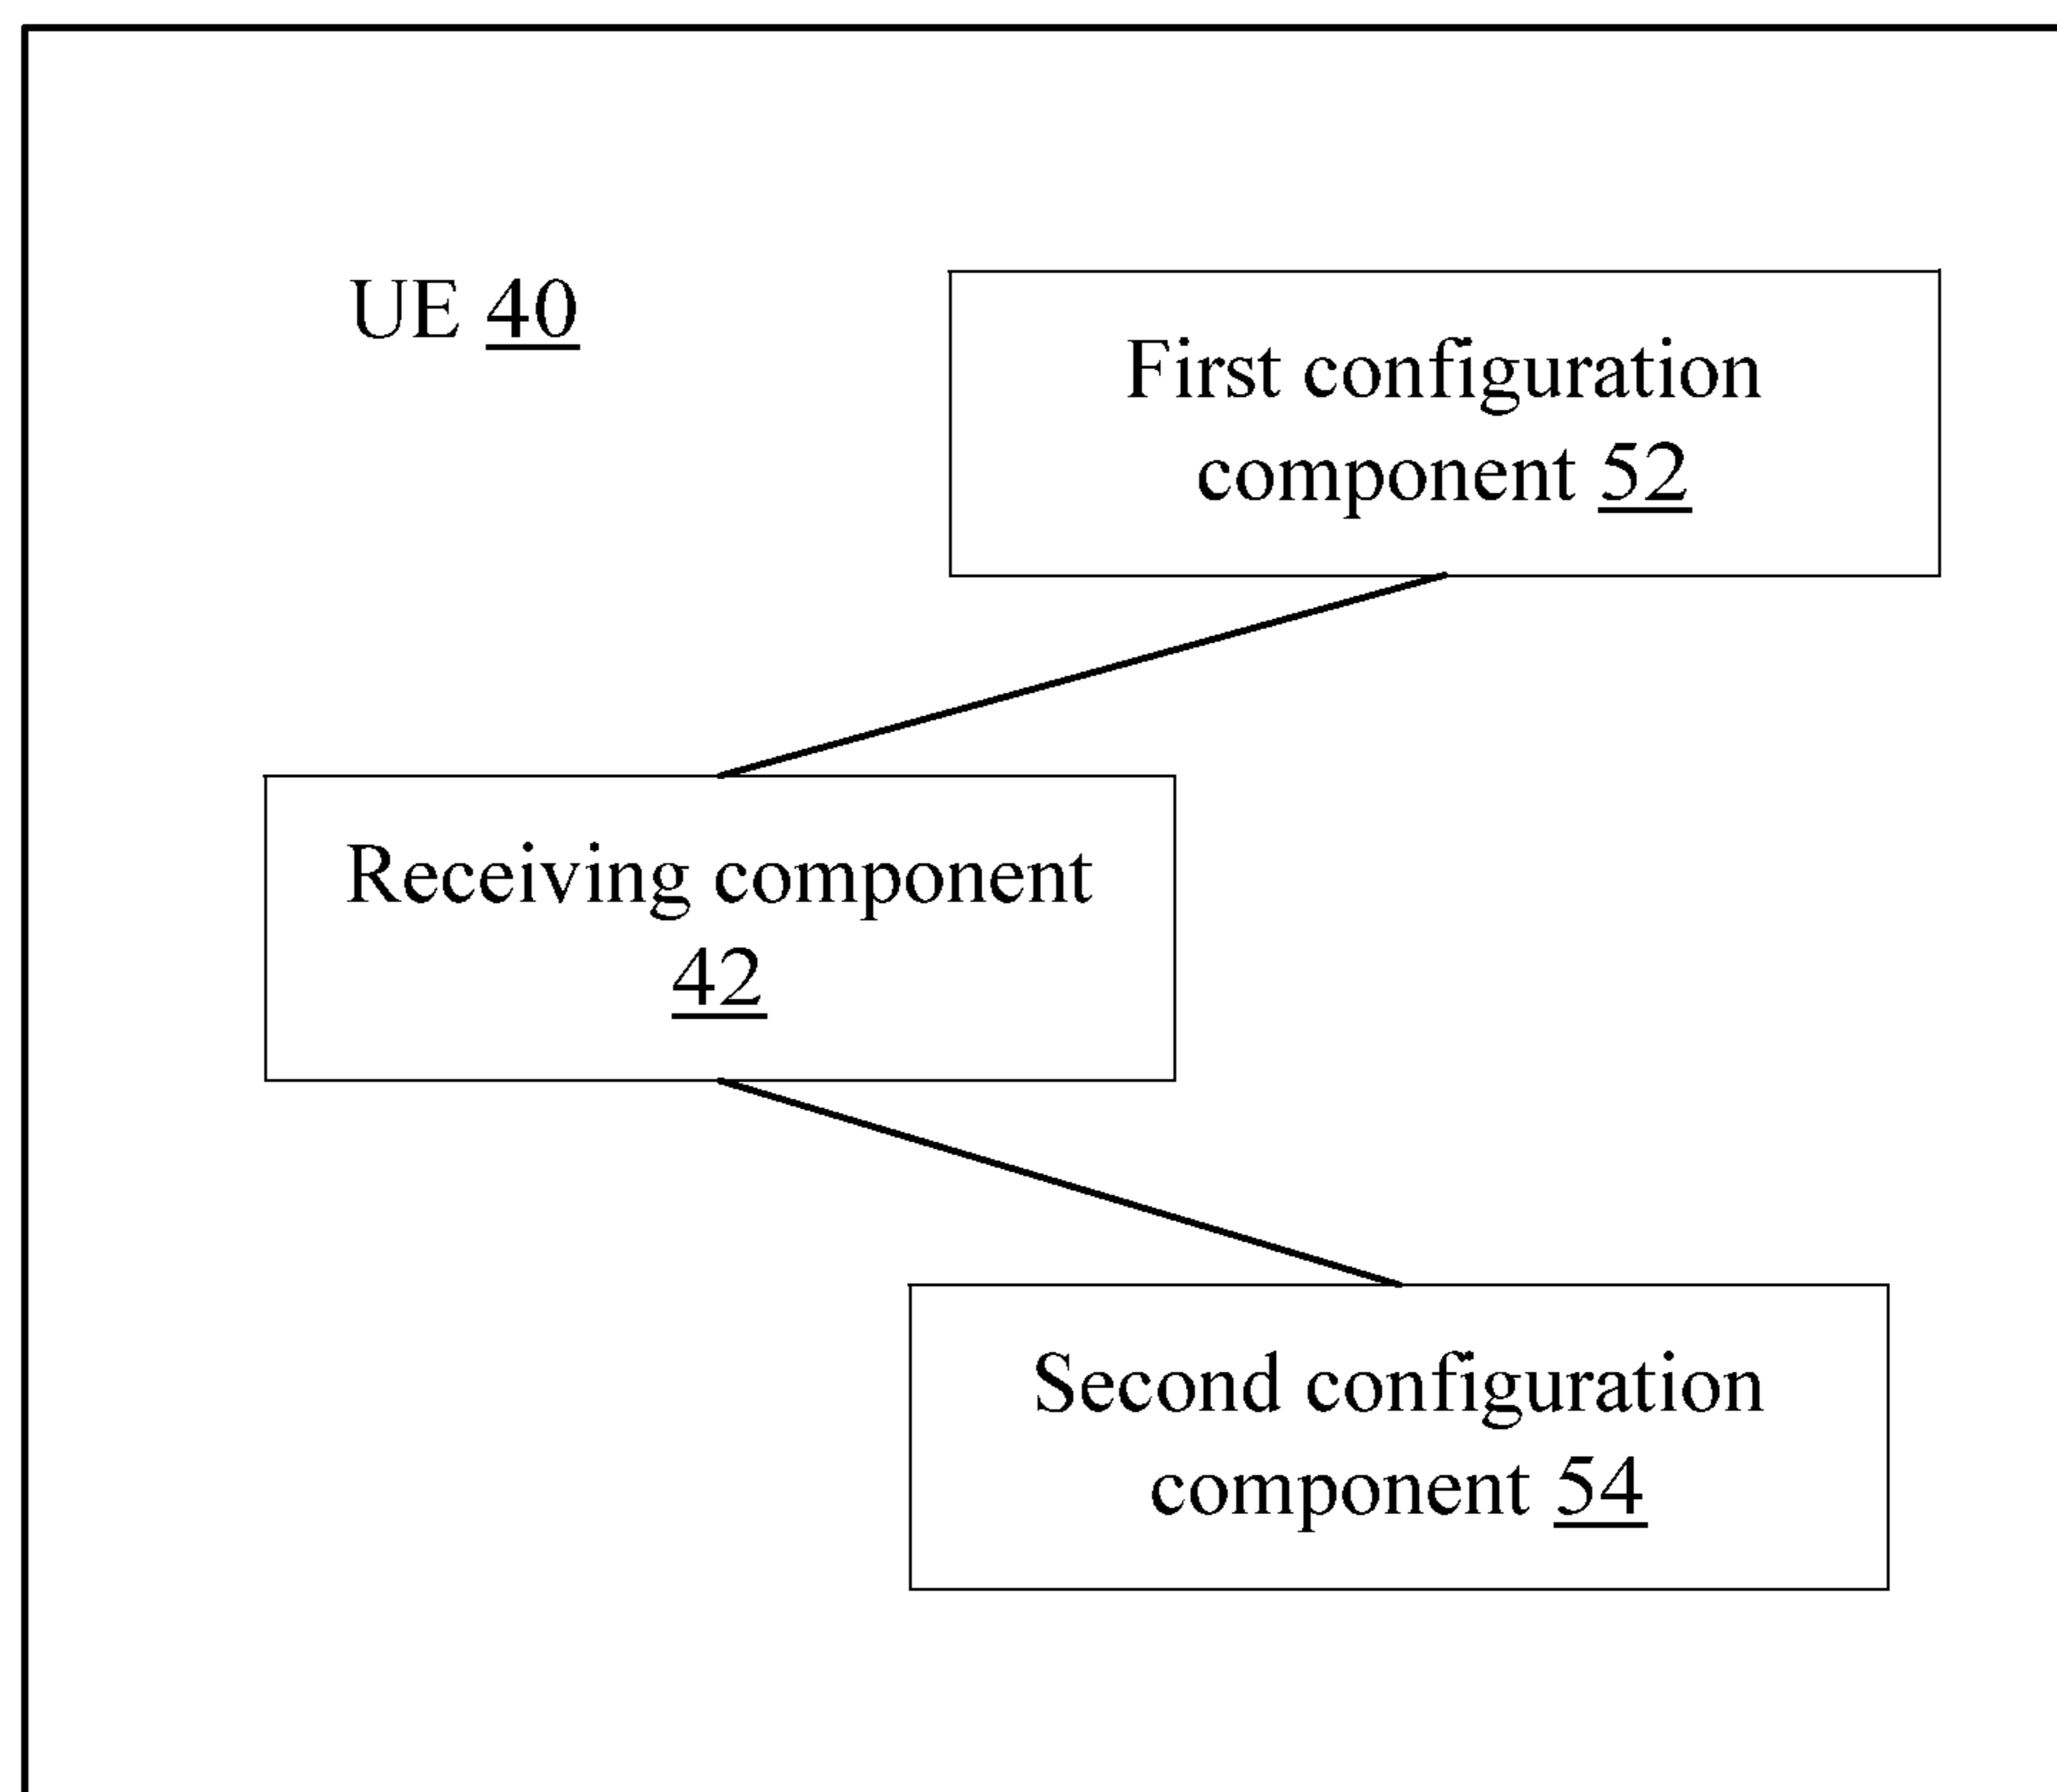 UE 40
First configuration
component 52
Receiving component
42
Second configuration
component 54